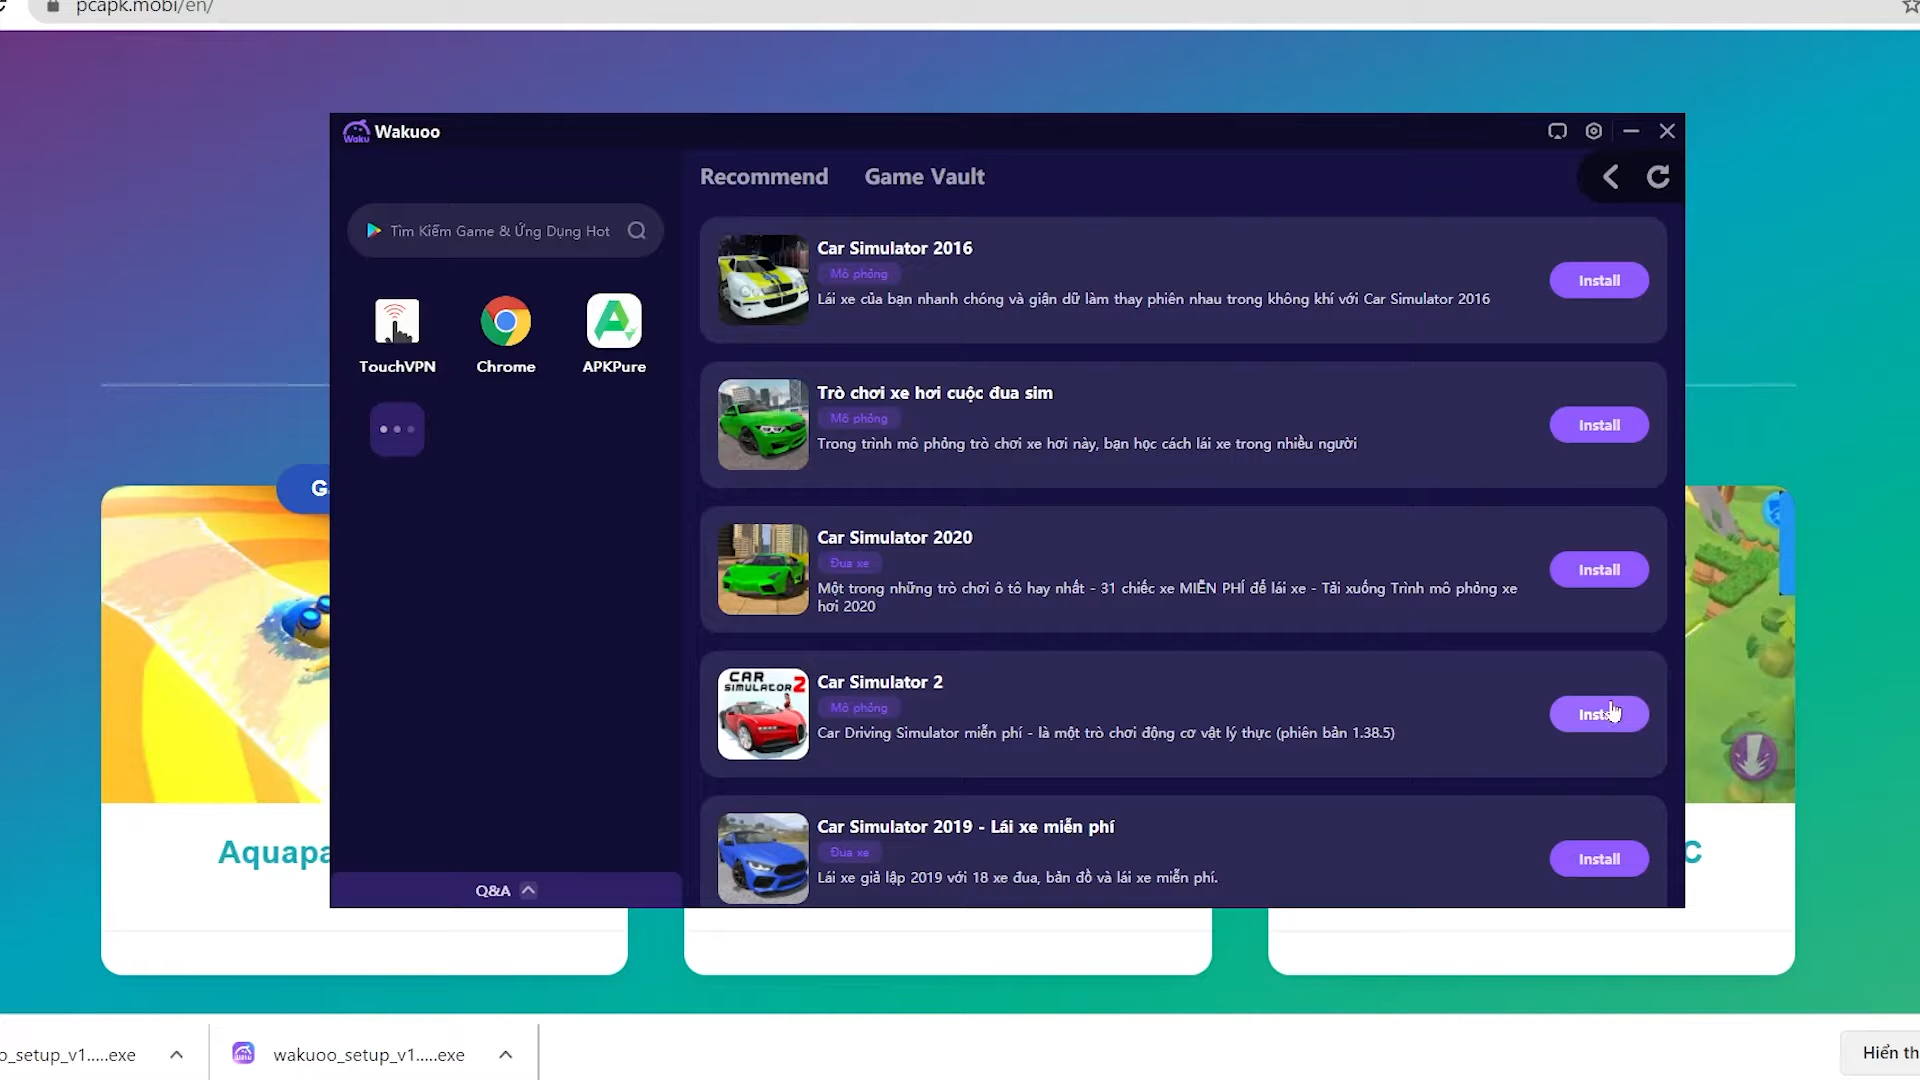 pcapk.mobi/en/
Waku Wakuoo
Recommend Game Vault
Tìm Kiếm Game & Ứng Dụng Hot
TouchVPN Chrome APKPure
Car Simulator 2016
Mô phỏng
Lái xe của bạn nhanh chóng và giận dữ làm thay phiên nhau trong không khí với Car Simulator 2016
Install
Trò chơi xe hơi cuộc đua sim
Mô phỏng
Trong trình mô phỏng trò chơi xe hơi này, bạn học cách lái xe trong nhiều người
Install
Car Simulator 2020
Đua xe
Một trong những trò chơi ô tô hay nhất - 31 chiếc xe MIỄN PHÍ để lái xe - Tải xuống Trình mô phỏng xe
hơi 2020
Install
CAR
SIMULATOR 2
Car Simulator 2
Mô phỏng
Car Driving Simulator miễn phí - là một trò chơi động cơ vật lý thực (phiên bản 1.38.5)
Install
Car Simulator 2019 - Lái xe miễn phí
Đua xe
Lái xe giả lập 2019 với 18 xe đua, bản đồ và lái xe miễn phí.
Install
Q&A
G
Aquapa
C
o_setup_v1.....exe
wakuoo_setup_v1.....exe
Hiển th